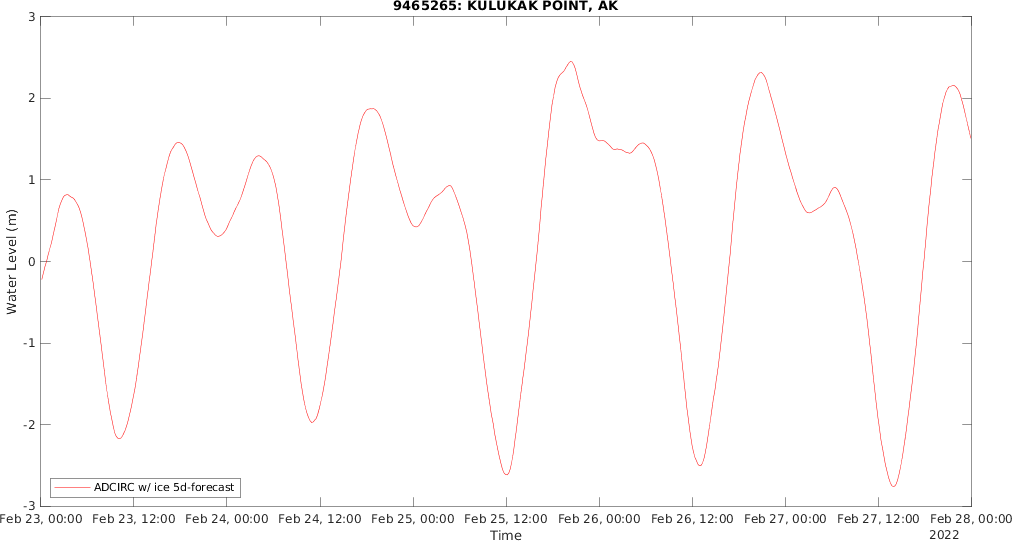 9465265: KULUKAK POINT, AK
3
2
1
0
-1
-2
-3
Water Level (m)
ADCIRC w/ ice 5d-forecast
Feb 23, 00:00 Feb 23, 12:00 Feb 24, 00:00 Feb 24, 12:00 Feb 25, 00:00 Feb 25, 12:00 Feb 26, 00:00 Feb 26, 12:00 Feb 27, 00:00 Feb 27, 12:00 Feb 28, 00:00
Time
2022